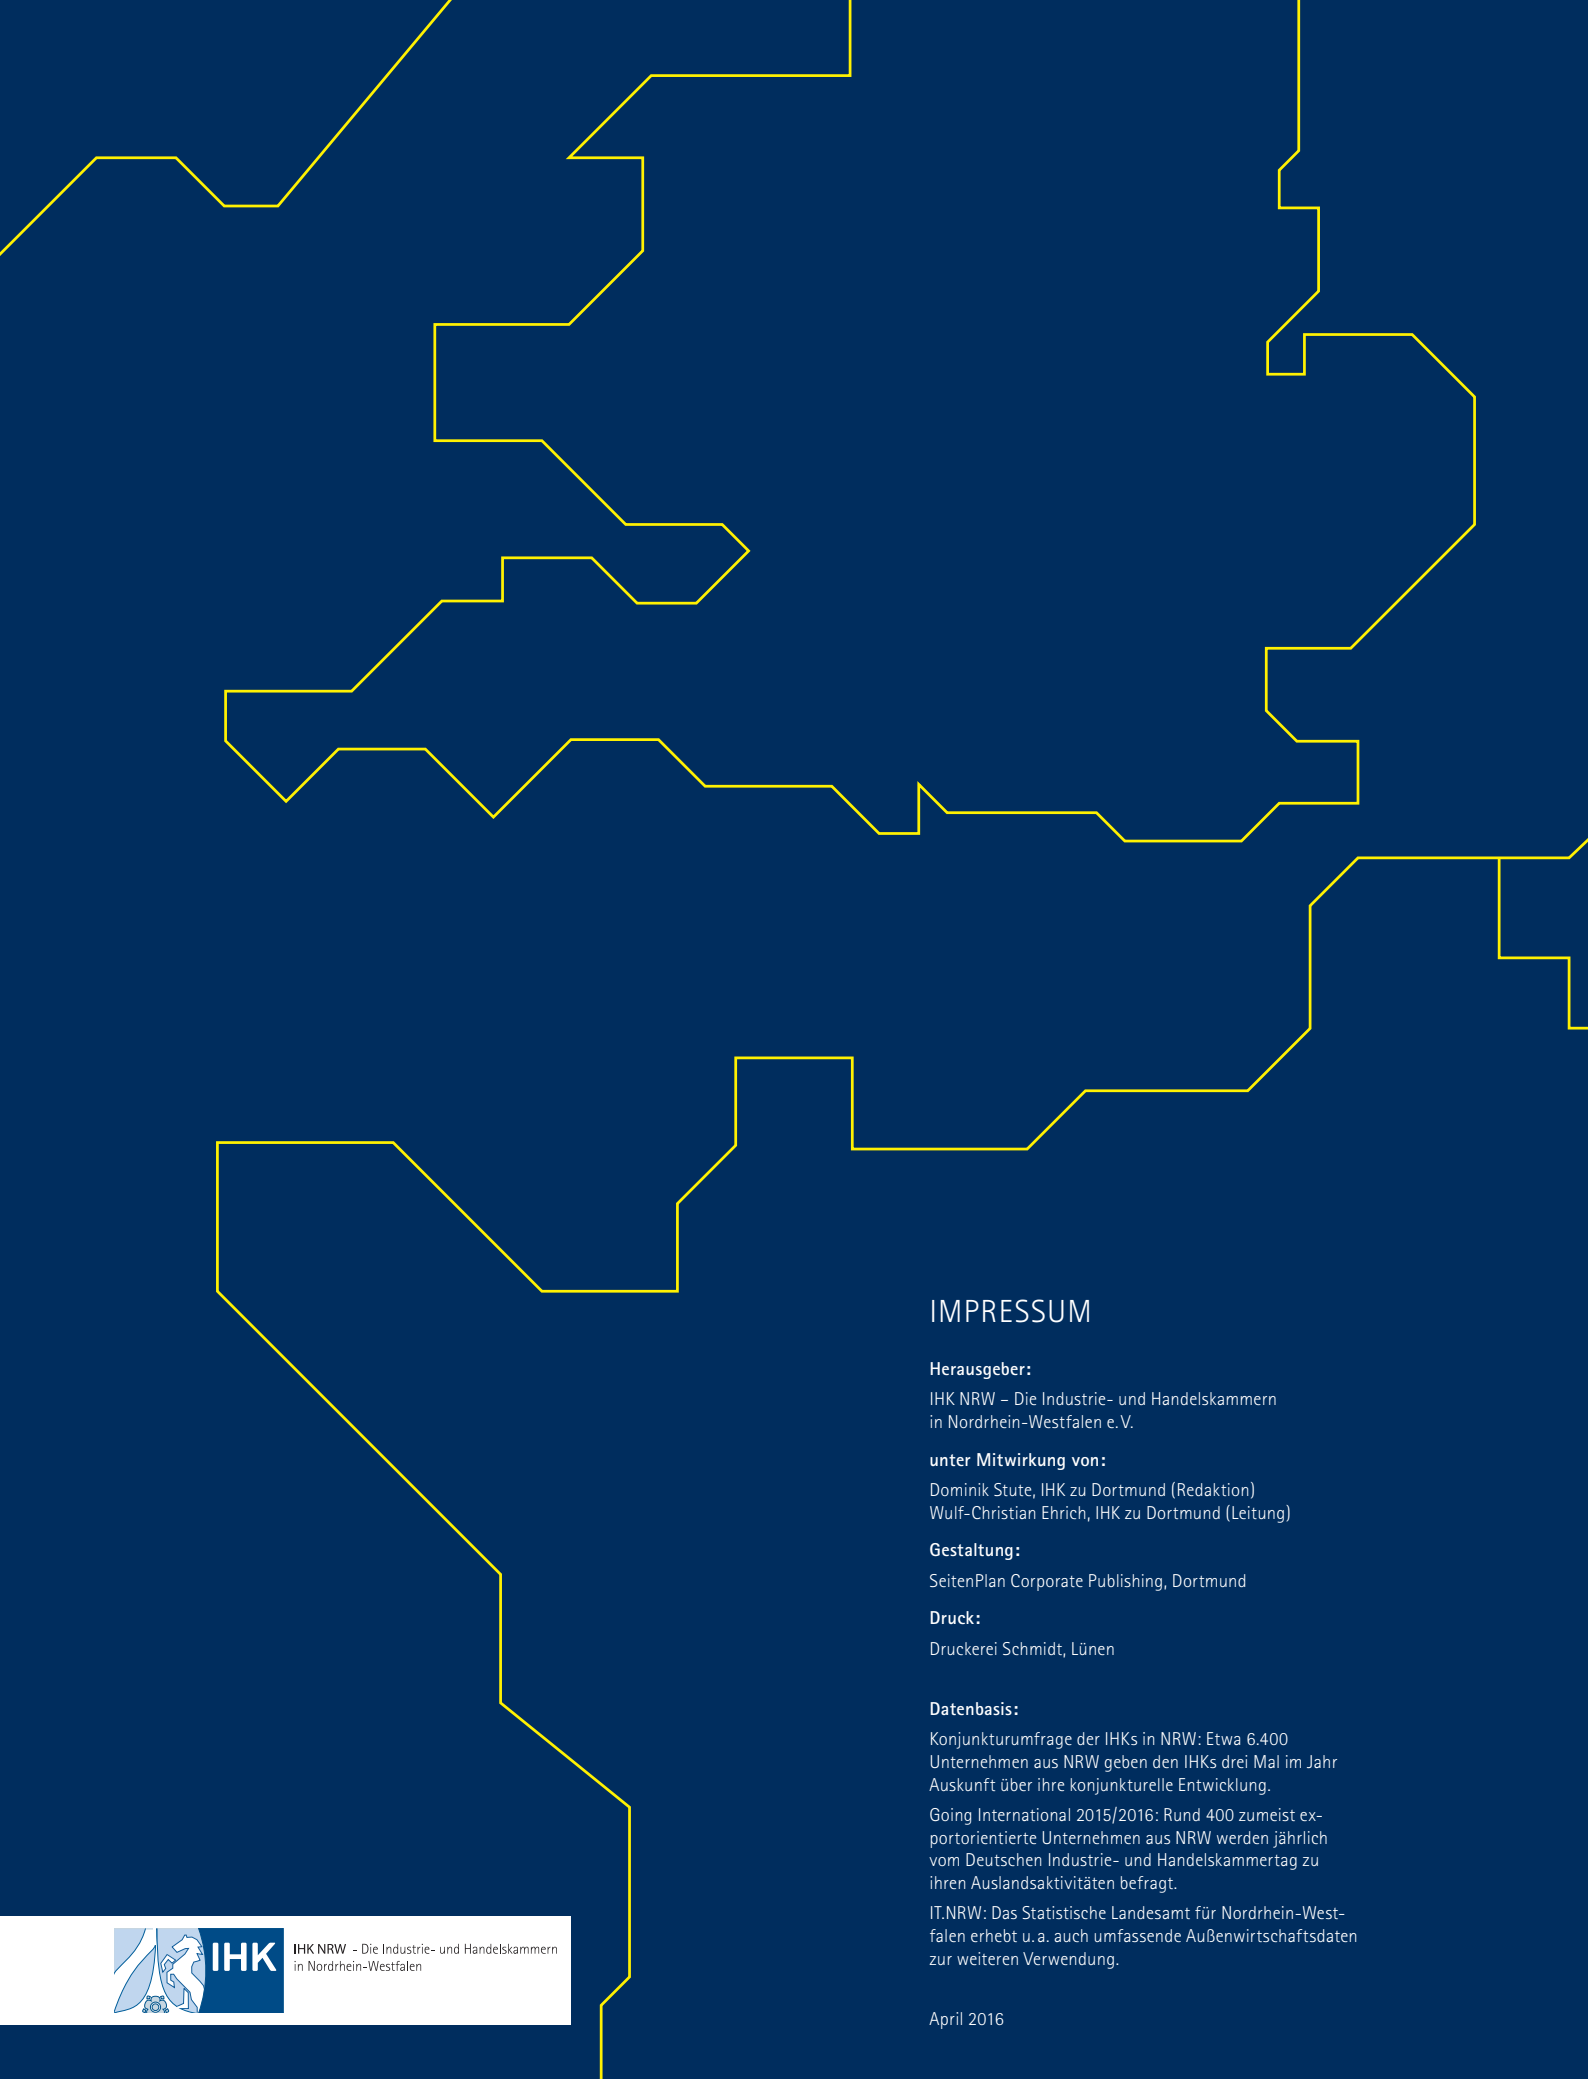 IMPRESSUM
Herausgeber:
IHK NRW – Die Industrie- und Handelskammern
in Nordrhein-Westfalen e. V.
unter Mitwirkung von:
Dominik Stute, IHK zu Dortmund (Redaktion)
Wulf-Christian Ehrich, IHK zu Dortmund (Leitung)
Gestaltung:
SeitenPlan Corporate Publishing, Dortmund
Druck:
Druckerei Schmidt, Lünen
Datenbasis:
Konjunkturumfrage der IHKs in NRW: Etwa 6.400
Unternehmen aus NRW geben den IHKs drei Mal im Jahr
Auskunft über ihre konjunkturelle Entwicklung.
Going International 2015/2016: Rund 400 zumeist ex-
portorientierte Unternehmen aus NRW werden jährlich
vom Deutschen Industrie- und Handelskammertag zu
ihren Auslandsaktivitäten befragt.
IT.NRW: Das Statistische Landesamt für Nordrhein-West-
falen erhebt u. a. auch umfassende Außenwirtschaftsdaten
zur weiteren Verwendung.
April 2016
IHK
IHK NRW - Die Industrie- und Handelskammern
in Nordrhein-Westfalen